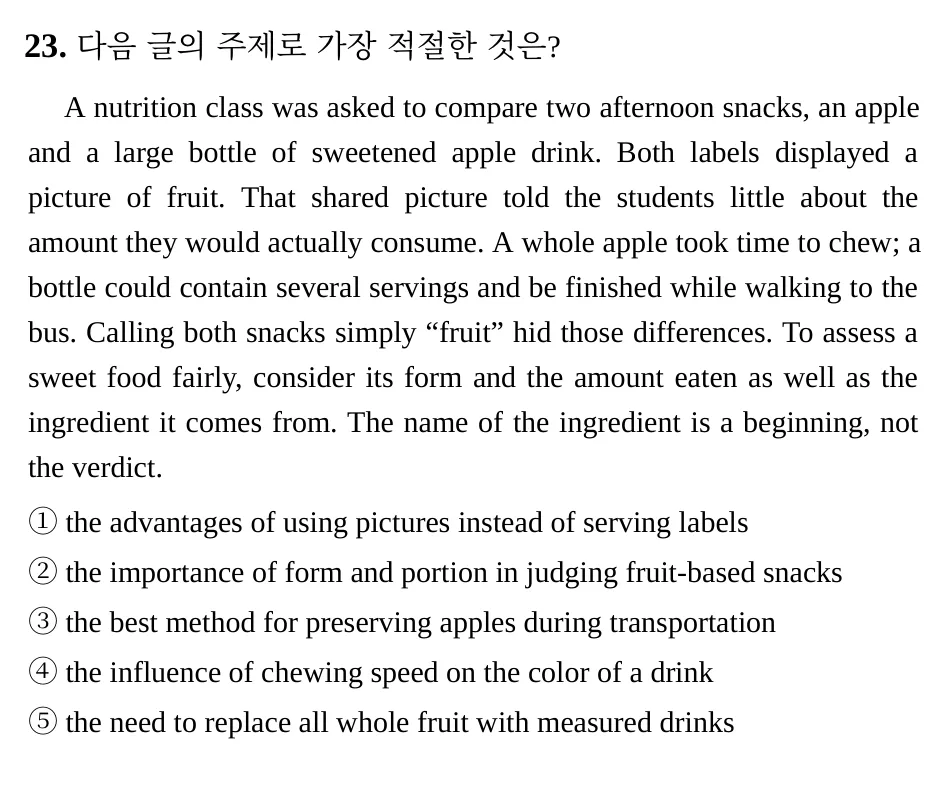 23. 다음 글의 주제로 가장 적절한 것은?
A nutrition class was asked to compare two afternoon snacks, an apple
and a large bottle of sweetened apple drink. Both labels displayed a
picture of fruit. That shared picture told the students little about the
amount they would actually consume. A whole apple took time to chew; a
bottle could contain several servings and be finished while walking to the
bus. Calling both snacks simply “fruit” hid those differences. To assess a
sweet food fairly, consider its form and the amount eaten as well as the
ingredient it comes from. The name of the ingredient is a beginning, not
the verdict.
① the advantages of using pictures instead of serving labels
② the importance of form and portion in judging fruit-based snacks
③ the best method for preserving apples during transportation
④ the influence of chewing speed on the color of a drink
⑤ the need to replace all whole fruit with measured drinks